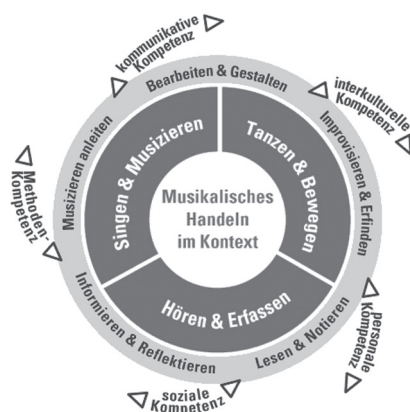 kommunikative
Kompetenz
interkulturelle
Kompetenz
personale
Kompetenz
soziale
Kompetenz
Methoden-
Kompetenz
Bearbeiten & Gestalten
Improvisieren & Erfinden
Lesen & Notieren
Informieren & Reflektieren
Musizieren anleiten
Singen & Musizieren
Tanzen & Bewegen
Hören & Erfassen
Musikalisches
Handeln
im Kontext